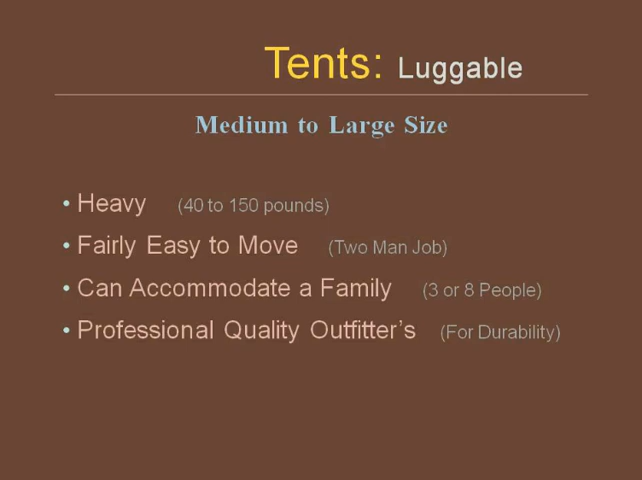 Tents: Luggable
Medium to Large Size
• Heavy (40 to 150 pounds)
• Fairly Easy to Move (Two Man Job)
• Can Accommodate a Family (3 or 8 People)
• Professional Quality Outfitter’s (For Durability)